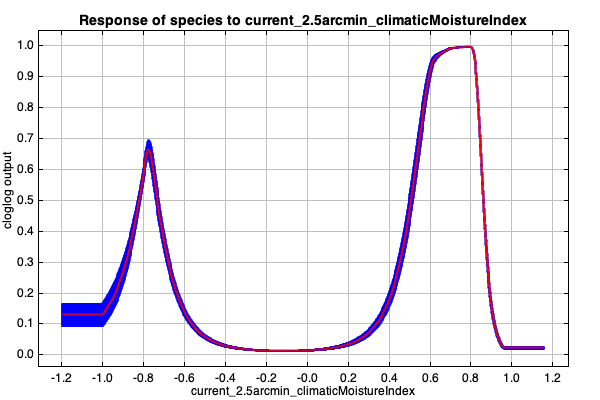 Response of species to current_2.5arcmin_climaticMoistureIndex
cloglog output
1.0
0.9
0.8
0.7
0.6
0.5
0.4
0.3
0.2
0.1
0.0
-1.2 -1.0 -0.8 -0.6 -0.4 -0.2 0.0 0.2 0.4 0.6 0.8 1.0 1.2
current_2.5arcmin_climaticMoistureIndex